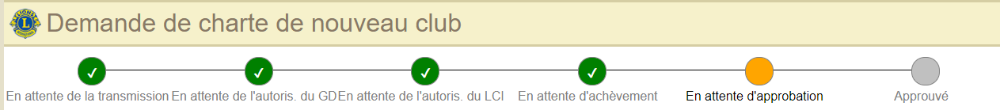 Demande de charte de nouveau club
En attente de la transmission En attente de l'autoris. du GD En attente de l'autoris. du LCI En attente d'achèvement En attente d'approbation Approuvé